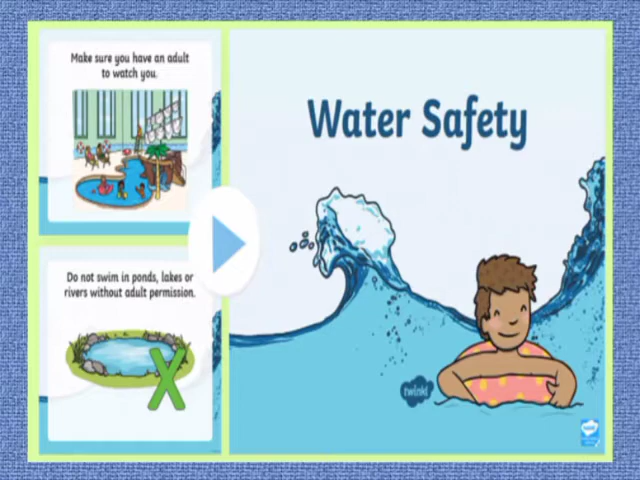 Make sure you have an adult
to watch you.
Do not swim in ponds, lakes or
rivers without adult permission.
Water Safety
twinkl